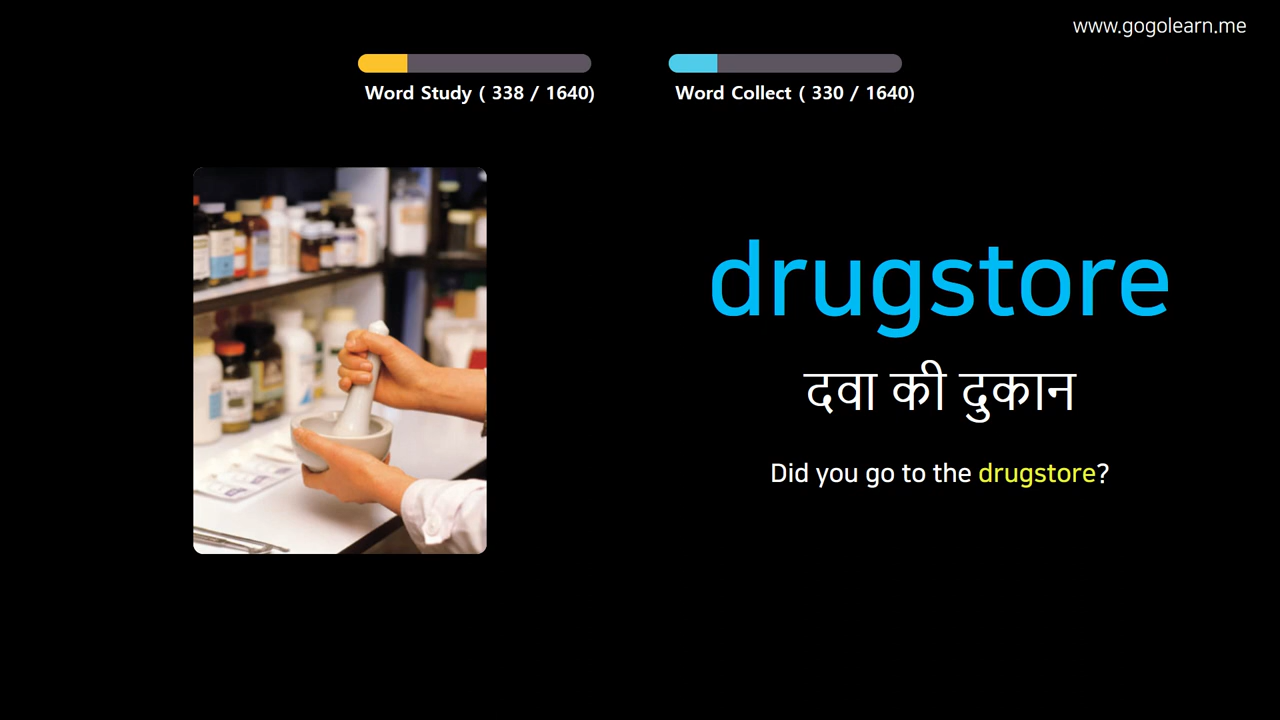 www.gogolearn.me
Word Study ( 338 / 1640)
Word Collect ( 330 / 1640)
drugstore
दवा की दुकान
Did you go to the drugstore?